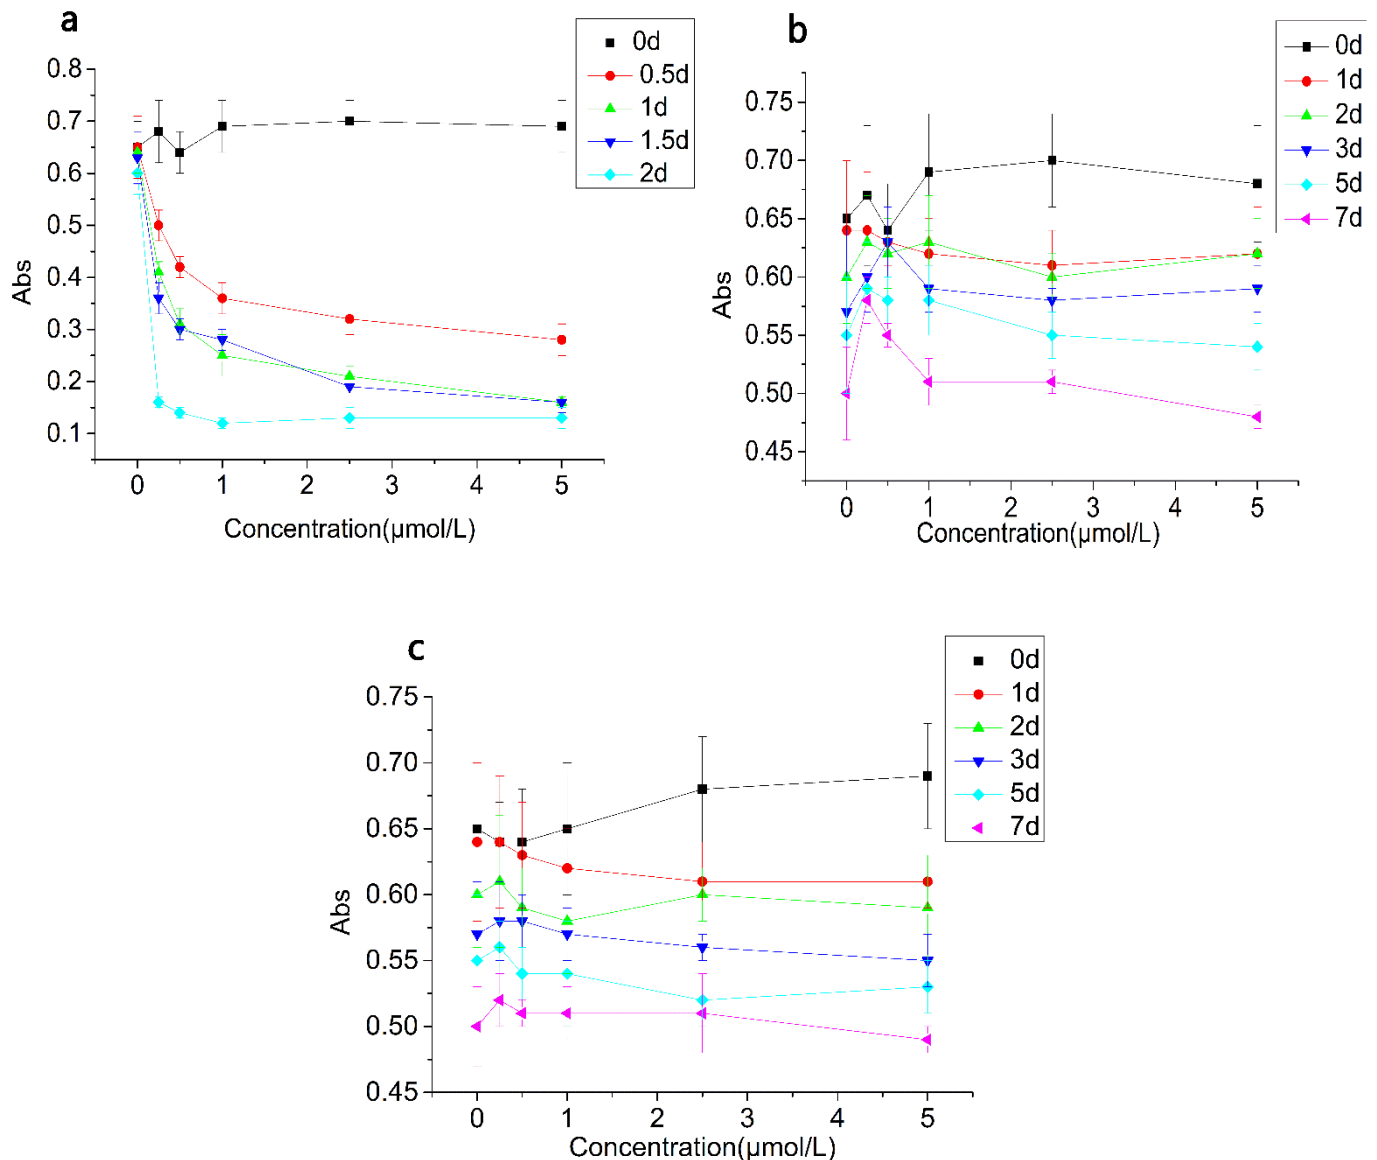 a
0d
0.5d
1d
1.5d
2d
0.8
0.7
0.6
0.5
0.4
0.3
0.2
0.1
Abs
0 1 2 3 4 5
Concentration(µmol/L)
b
0d
1d
2d
3d
5d
7d
0.75
0.70
0.65
0.60
0.55
0.50
0.45
Abs
0 1 2 3 4 5
Concentration(µmol/L)
c
0d
1d
2d
3d
5d
7d
0.75
0.70
0.65
0.60
0.55
0.50
0.45
Abs
0 1 2 3 4 5
Concentration(µmol/L)